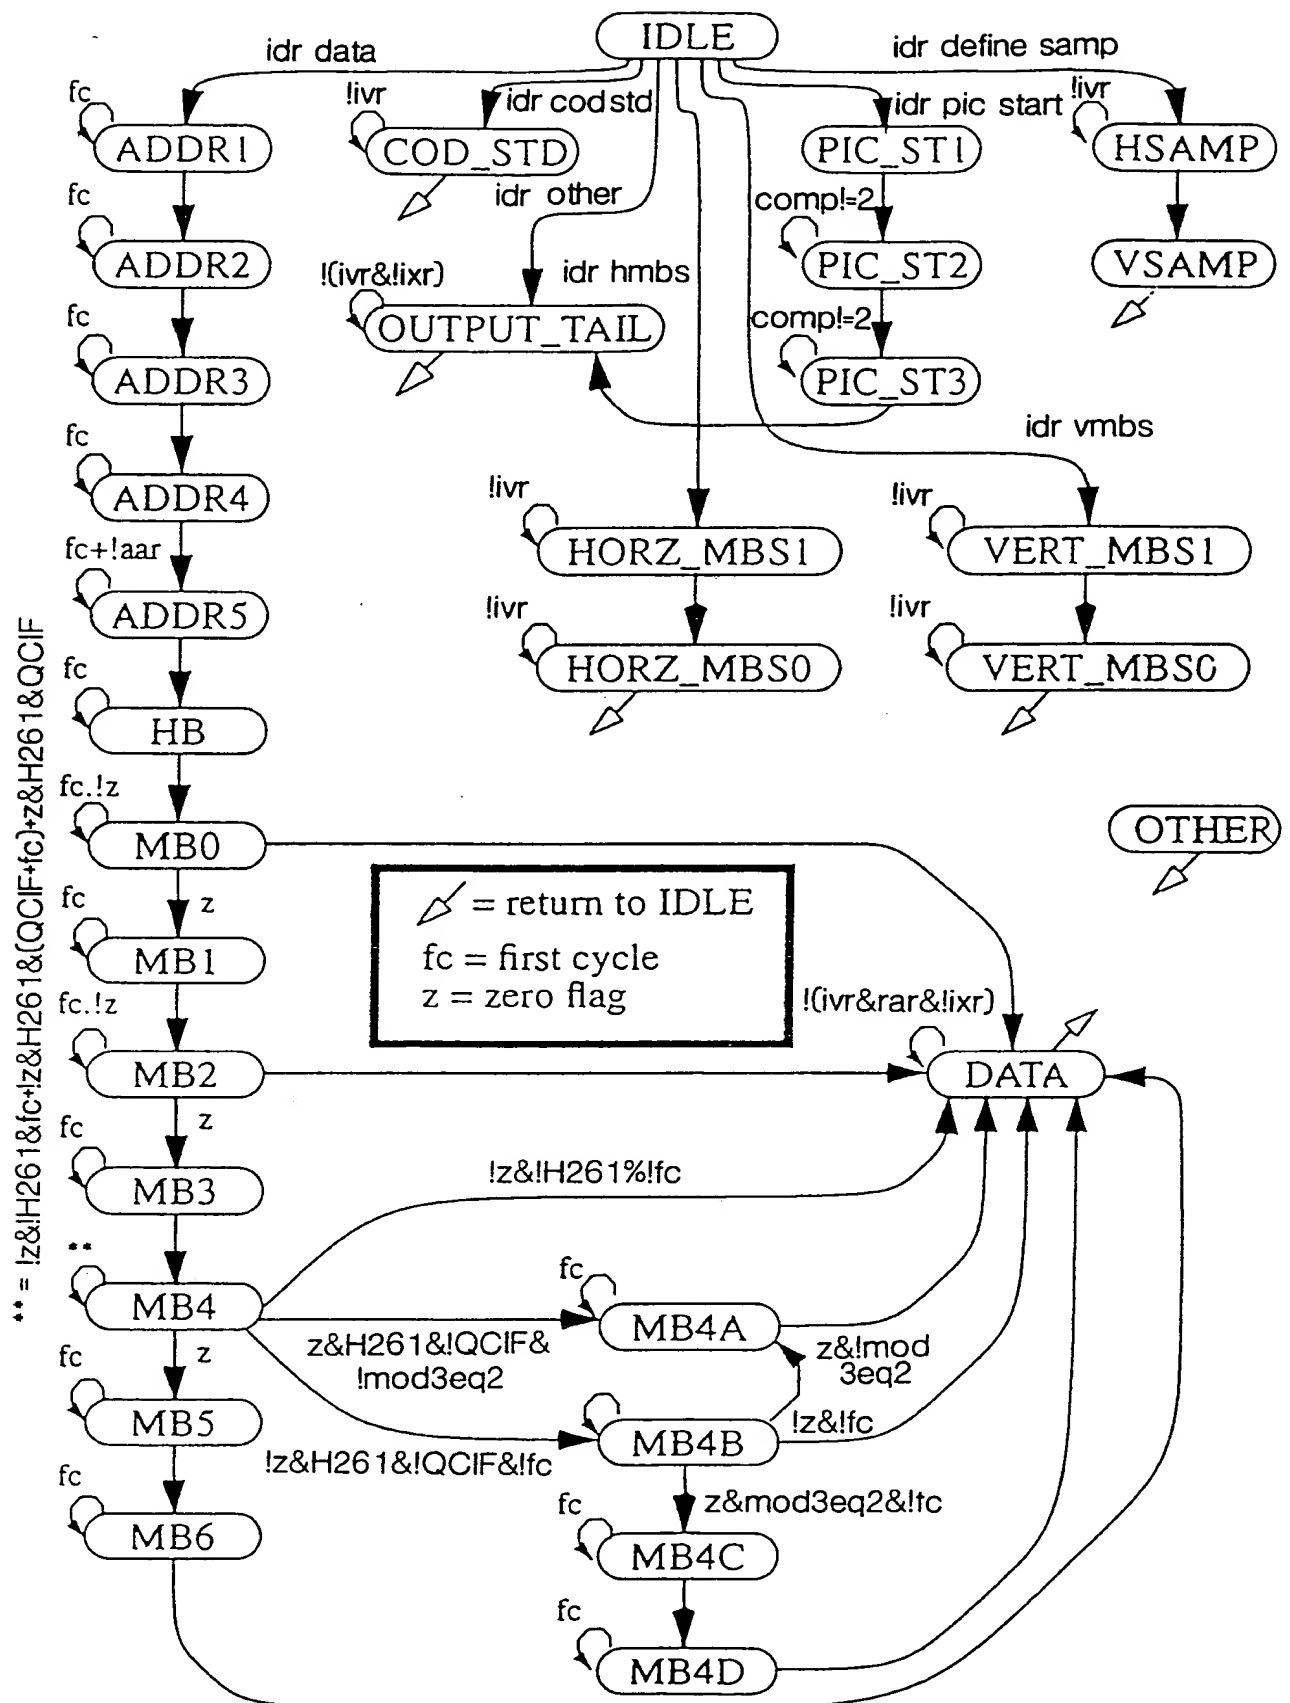 IDLE
idr data
idr define samp
fc
!ivr
idr codstd
idr pic start
!ivr
ADDR1
COD_STD
PIC_ST1
HSAMP
fc
idr other
comp!=2
ADDR2
PIC_ST2
VSAMP
!(ivr&!ixr)
idr hmbs
fc
OUTPUT_TAIL
comp!=2
ADDR3
PIC_ST3
fc
idr vmbs
ADDR4
!ivr
!ivr
fc+!aar
HORZ_MBS1
VERT_MBS1
ADDR5
!ivr
!ivr
fc
HORZ_MBS0
VERT_MBS0
HB
fc.!z
MB0
OTHER
fc
z
= return to IDLE
MB1
fc = first cycle
z = zero flag
fc.!z
!(ivr&rar&!ixr)
MB2
DATA
fc
z
MB3
!z&!H261%!fc
**
MB4
fc
MB4A
z
z&H261&!QCIF&
!mod3eq2
z&!mod
3eq2
fc
MB5
!z&!fc
MB4B
!z&H261&!QCIF&!fc
fc
z&mod3eq2&!fc
MB6
fc
MB4C
fc
MB4D
** = !z&!H261&fc+!z&H261&(QCIF+fc)+z&H261&QCIF